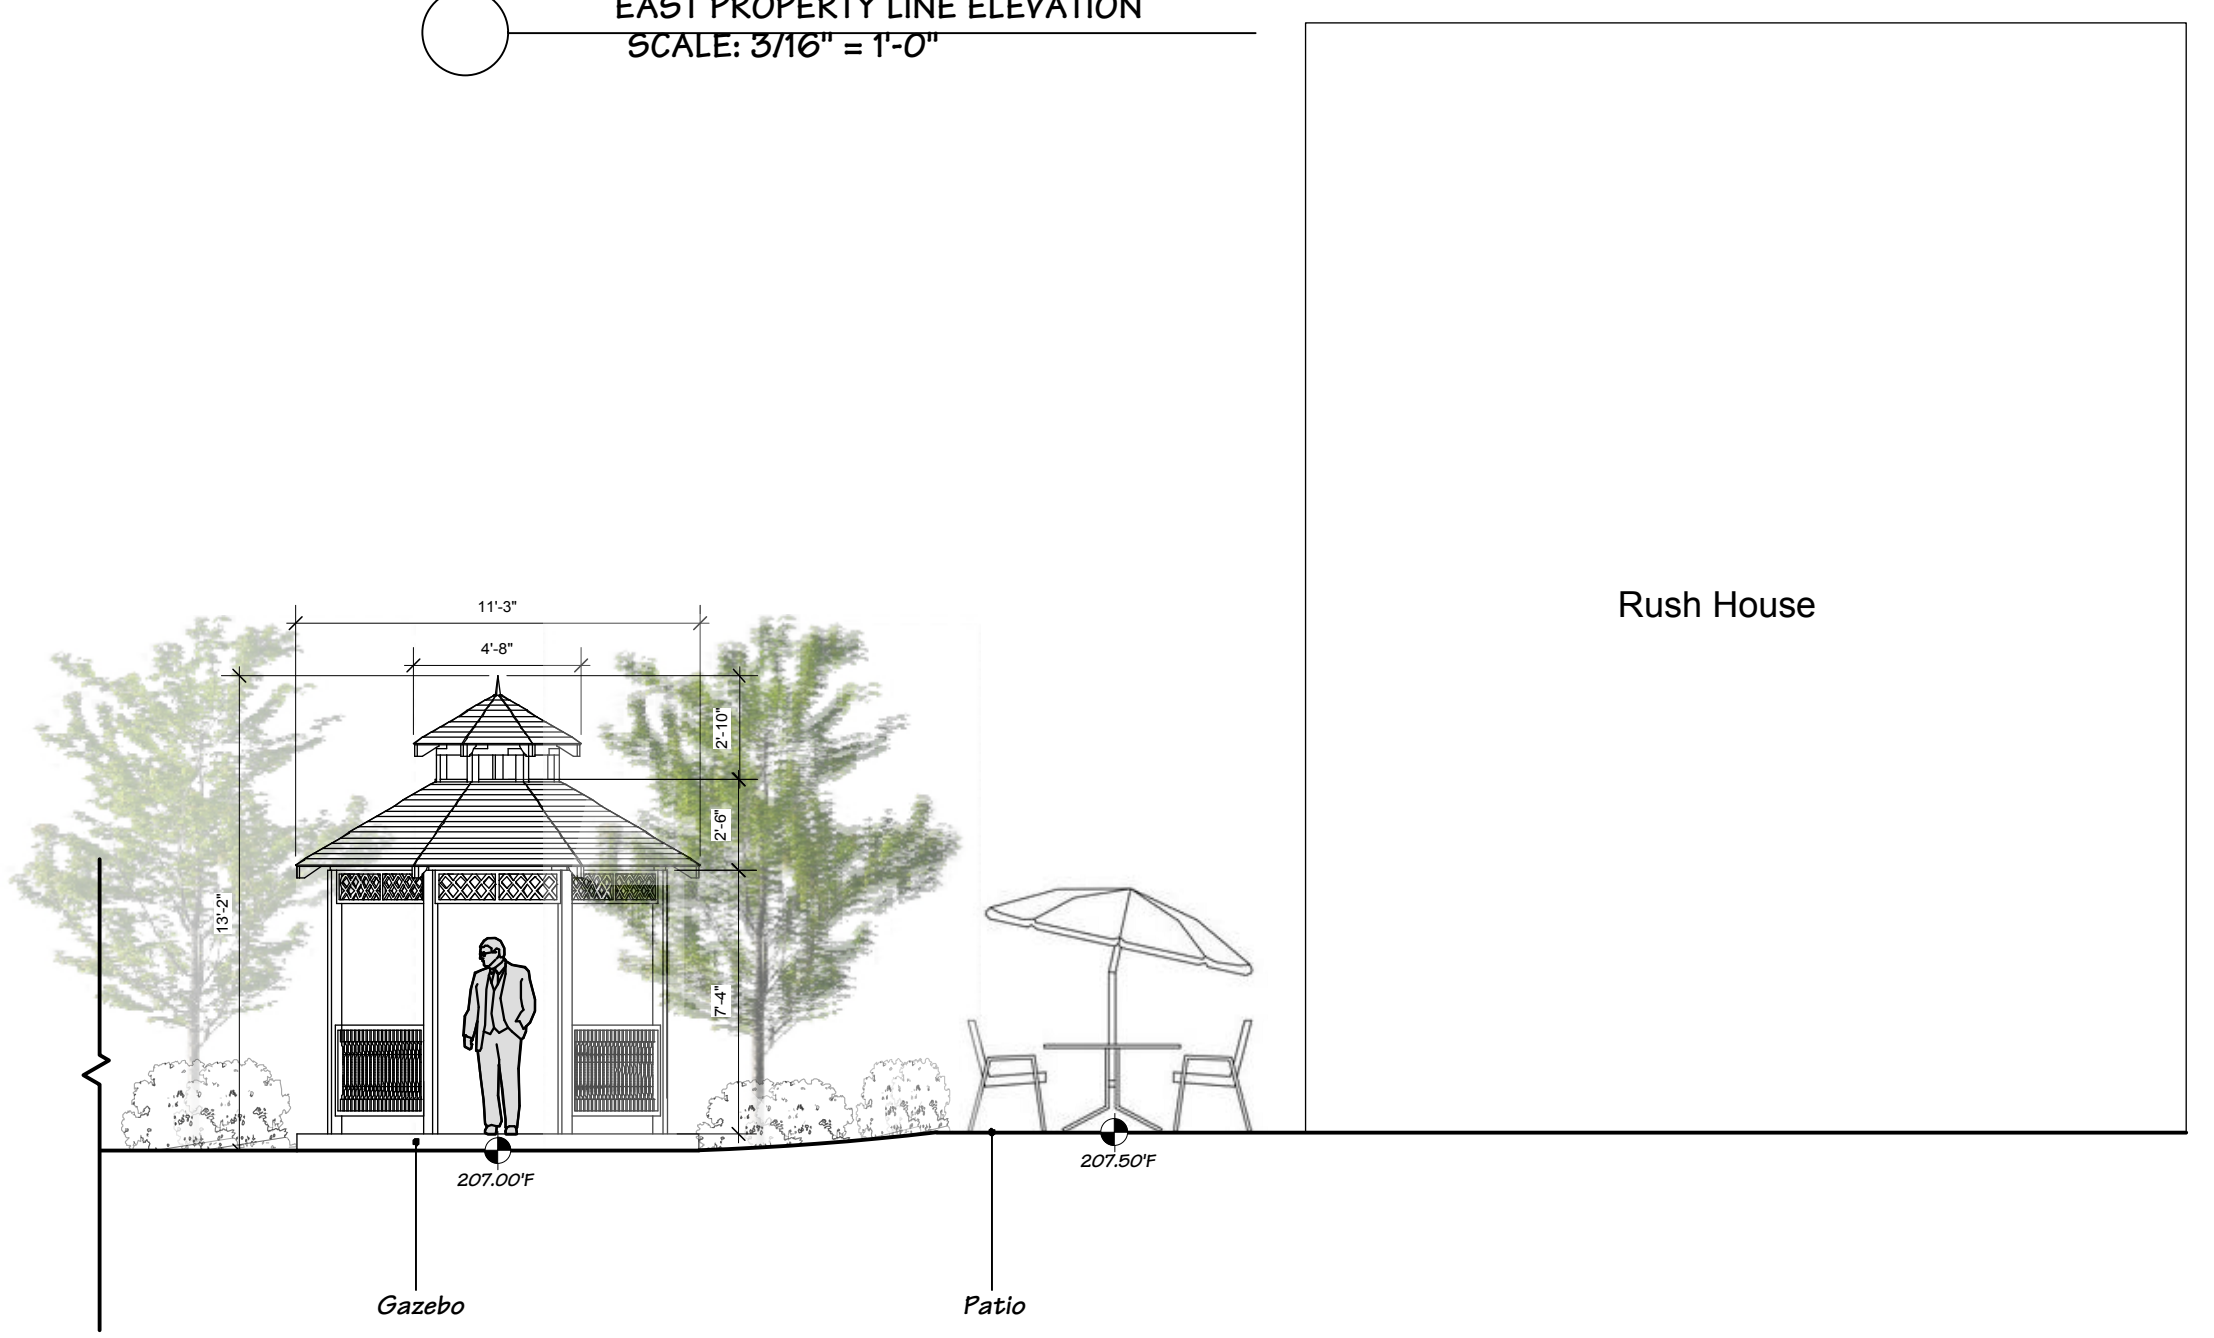 EAST PROPERTY LINE ELEVATION
SCALE: 3/16" = 1'-0"
Rush House
11'-3"
4'-8"
2'-10"
2'-6"
13'-2"
7'-4"
207.00'F
207.50'F
Gazebo
Patio